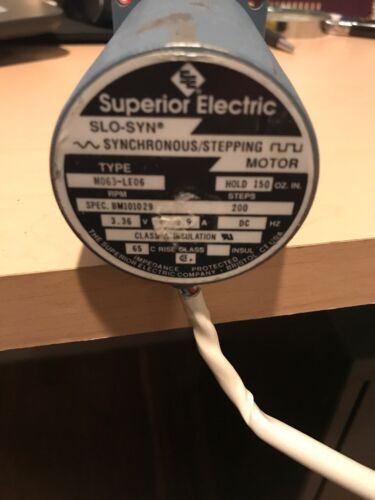 Superior Electric
SLO-SYN®
SYNCHRONOUS/STEPPING
MOTOR
TYPE
M063-LE06 HOLD 150 OZ. IN.
RPM STEPS
SPEC. BM101029 200
3.36 V A DC HZ
CLASS INSULATION
65 C RISE CLASS INSUL
IMPEDANCE PROTECTED
THE SUPERIOR ELECTRIC COMPANY BRISTOL CT USA